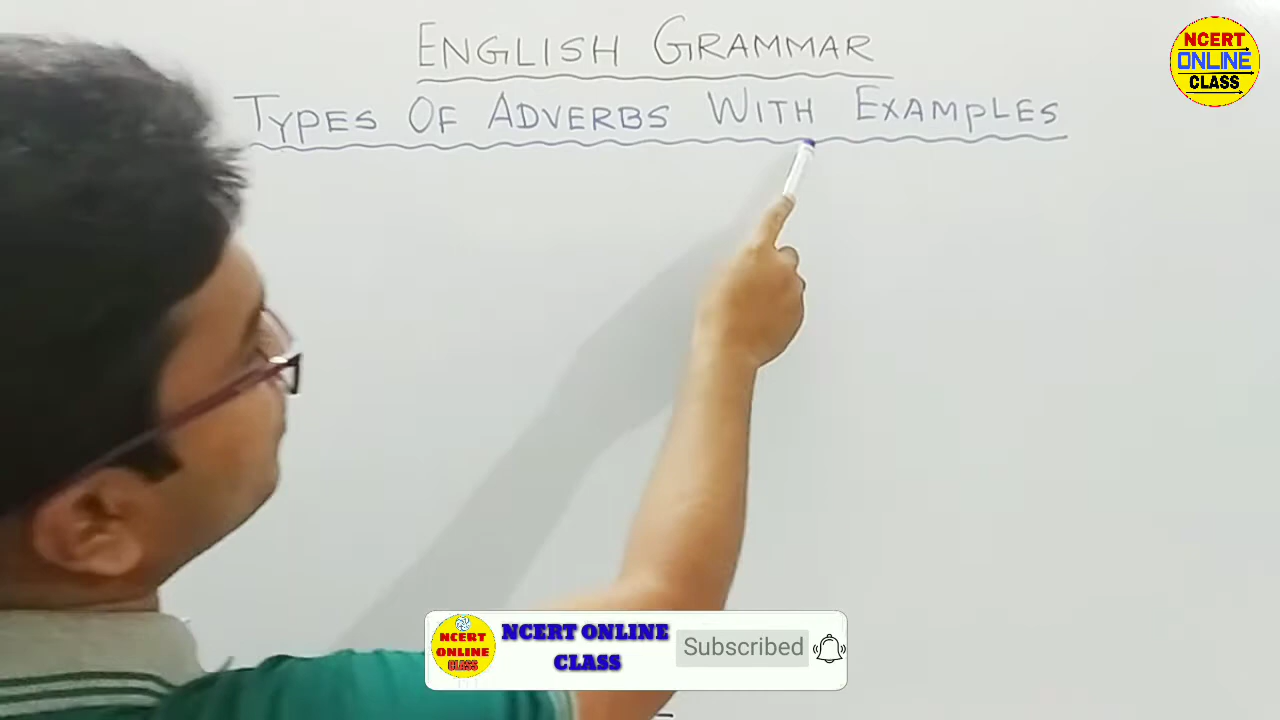 ENGLISH GRAMMAR
TYPES OF ADVERBS WITH EXAMPLES
NCERT
ONLINE
CLASS
NCERT
ONLINE
CLASS
NCERT ONLINE
CLASS
Subscribed